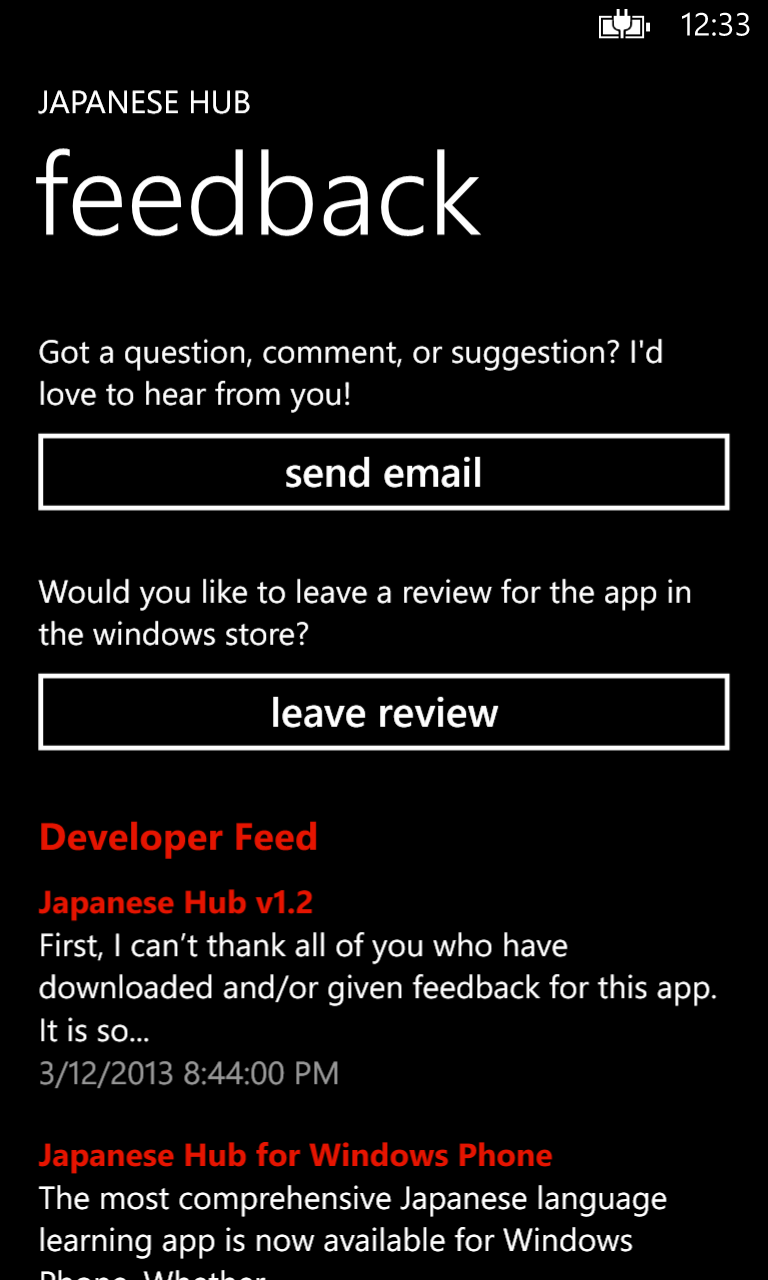 12:33
JAPANESE HUB
feedback
Got a question, comment, or suggestion? I'd
love to hear from you!
send email
Would you like to leave a review for the app in
the windows store?
leave review
Developer Feed
Japanese Hub v1.2
First, I can’t thank all of you who have
downloaded and/or given feedback for this app.
It is so...
3/12/2013 8:44:00 PM
Japanese Hub for Windows Phone
The most comprehensive Japanese language
learning app is now available for Windows
Phone. Whether